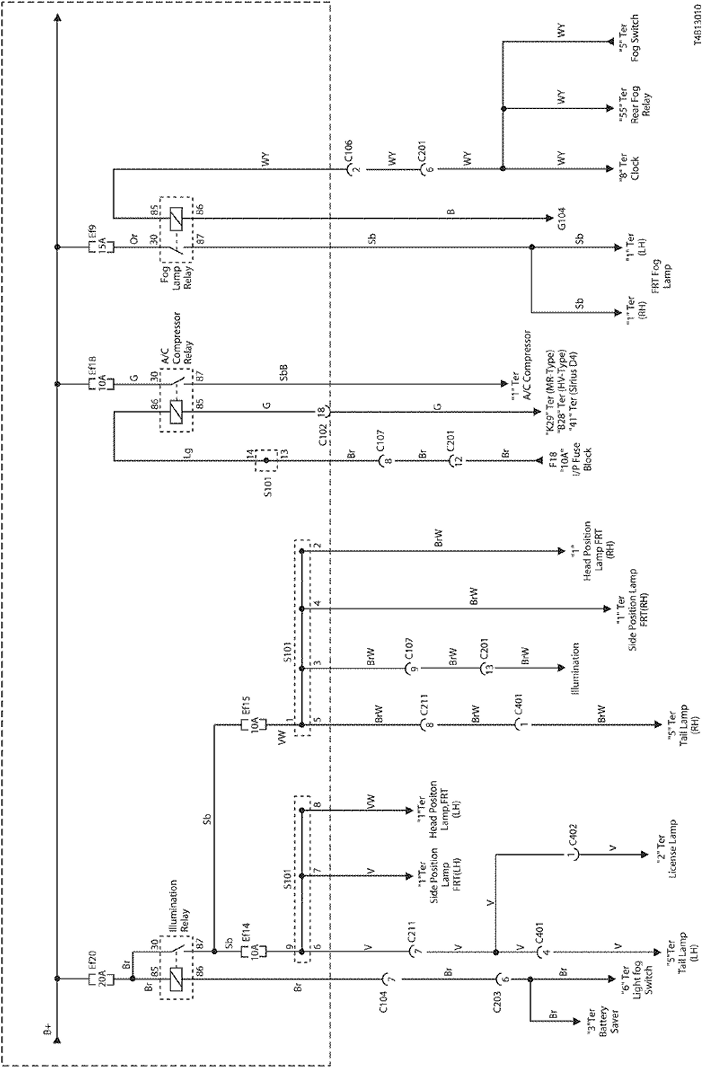 B+
Ef20
20A
Br
Br
85
30
86
87
Illumination
Relay
Sb
Sb
Ef14
10A
Br
C104
7
Br
C203
6
Br
Br
"3"Ter
Battery
Saver
"6" Ter
Light fog
Switch
S101
9
6
7
8
V
C211
7
V
V
C401
4
V
"5"Ter
Tail Lamp
(LH)
V
"1"Ter
Side Position
Lamp
FRT(LH)
VW
"1"Ter
Head Positon
Lamp,FRT
(LH)
C402
1
V
"2" Ter
License Lamp
Ef15
10A
VW
S101
1
5
3
4
2
BrW
C211
8
BrW
C401
1
BrW
"5" Ter
Tail Lamp
(RH)
BrW
C107
9
BrW
C201
13
BrW
Illumination
BrW
"1" Ter
Side Position Lamp
FRT(RH)
BrW
"1"
Head Position
Lamp FRT
(RH)
Ef18
10A
G
A/C
Compressor
Relay
86
30
85
87
Lg
14
13
S101
Br
C107
8
Br
C201
12
Br
F18
"10A"
I/P Fuse
Block
G
C102
18
G
"K29" Ter (MR-Type)
"B28" Ter (HV-Type)
"41" Ter (Sirius D4)
SbB
"1" Ter
A/C Compressor
Ef9
15A
Or
30
85
87
86
Fog
Lamp
Relay
Sb
Sb
Sb
"1" Ter
(RH)
"1" Ter
(LH)
FRT Fog
Lamp
B
G104
WY
C106
2
WY
C201
6
WY
WY
WY
WY
"8" Ter
Clock
"55" Ter
Rear Fog
Relay
"5" Ter
Fog Switch
T4B13010